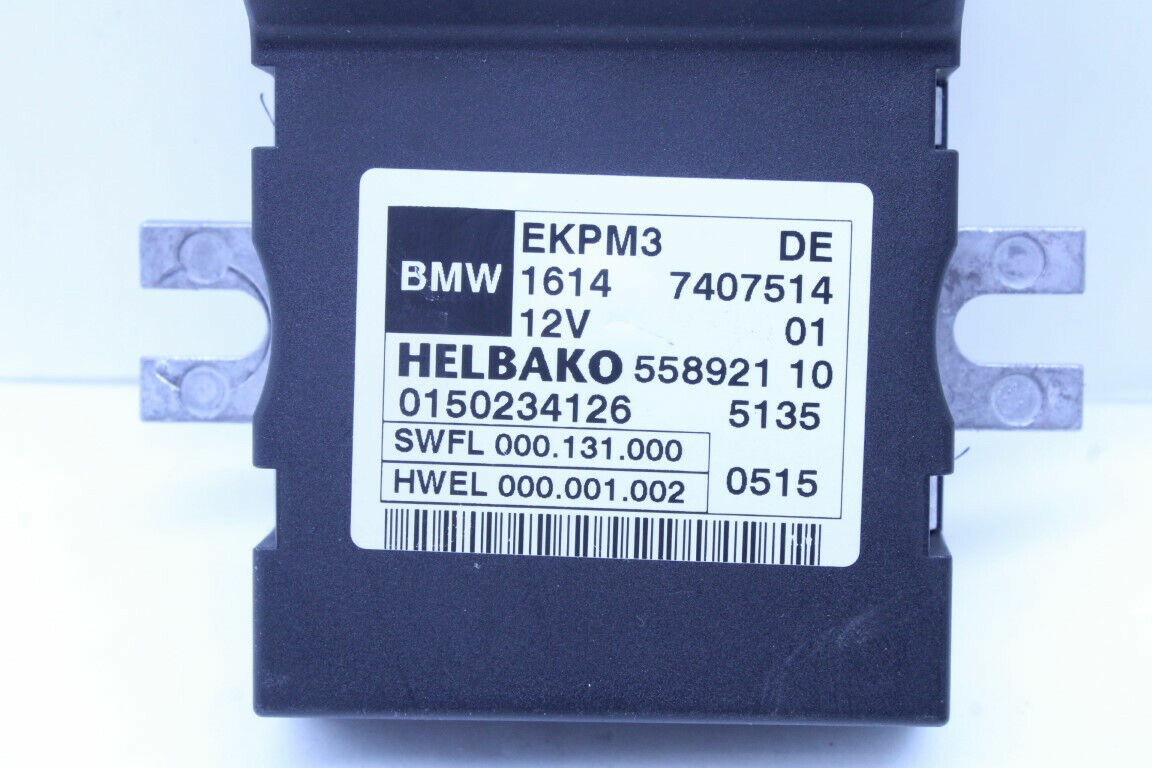 BMW
EKPM3 DE
1614 7407514
12V 01
HELBAKO 558921 10
0150234126 5135
SWFL 000.131.000
HWEL 000.001.002 0515